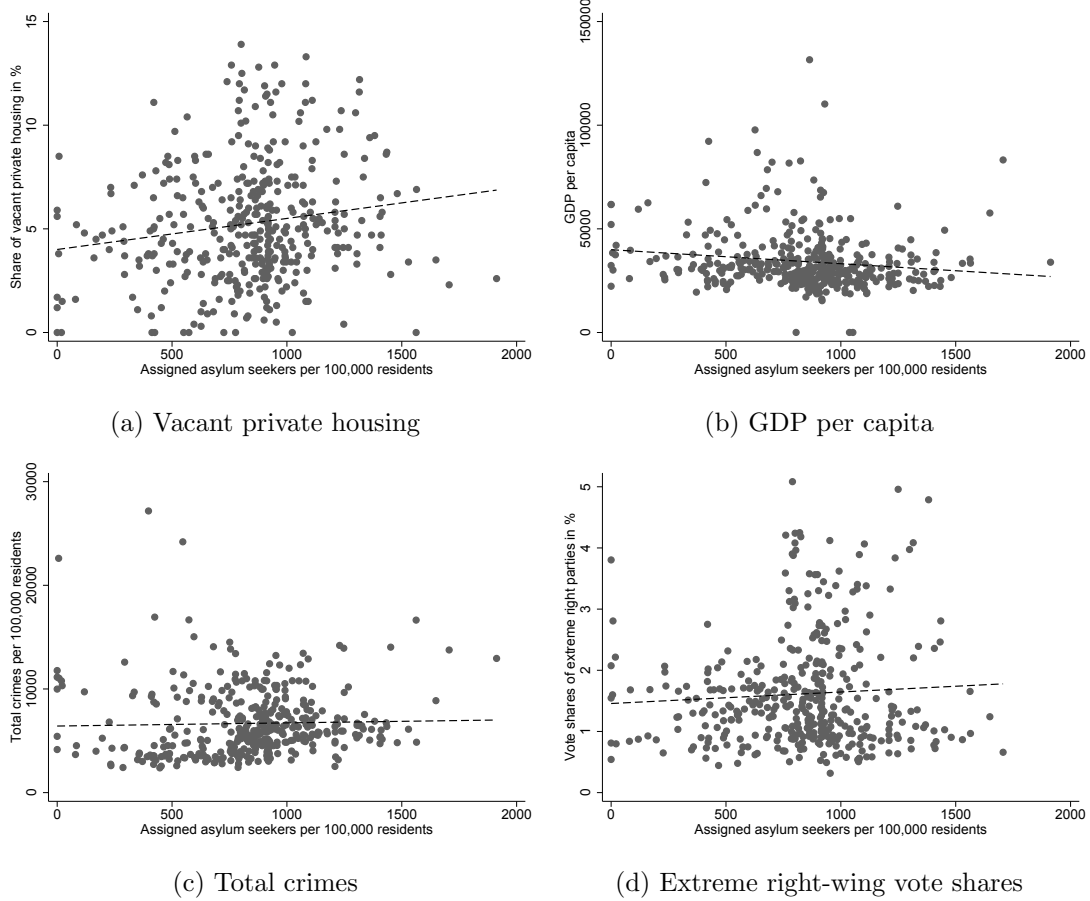 Share of vacant private housing in %
15
10
5
0
0 500 1000 1500 2000
Assigned asylum seekers per 100,000 residents
(a) Vacant private housing
GDP per capita
150000
100000
50000
0
0 500 1000 1500 2000
Assigned asylum seekers per 100,000 residents
(b) GDP per capita
Total crimes per 100,000 residents
30000
20000
10000
0
0 500 1000 1500 2000
Assigned asylum seekers per 100,000 residents
(c) Total crimes
Vote shares of extreme right parties in %
5
4
3
2
1
0
0 500 1000 1500 2000
Assigned asylum seekers per 100,000 residents
(d) Extreme right-wing vote shares